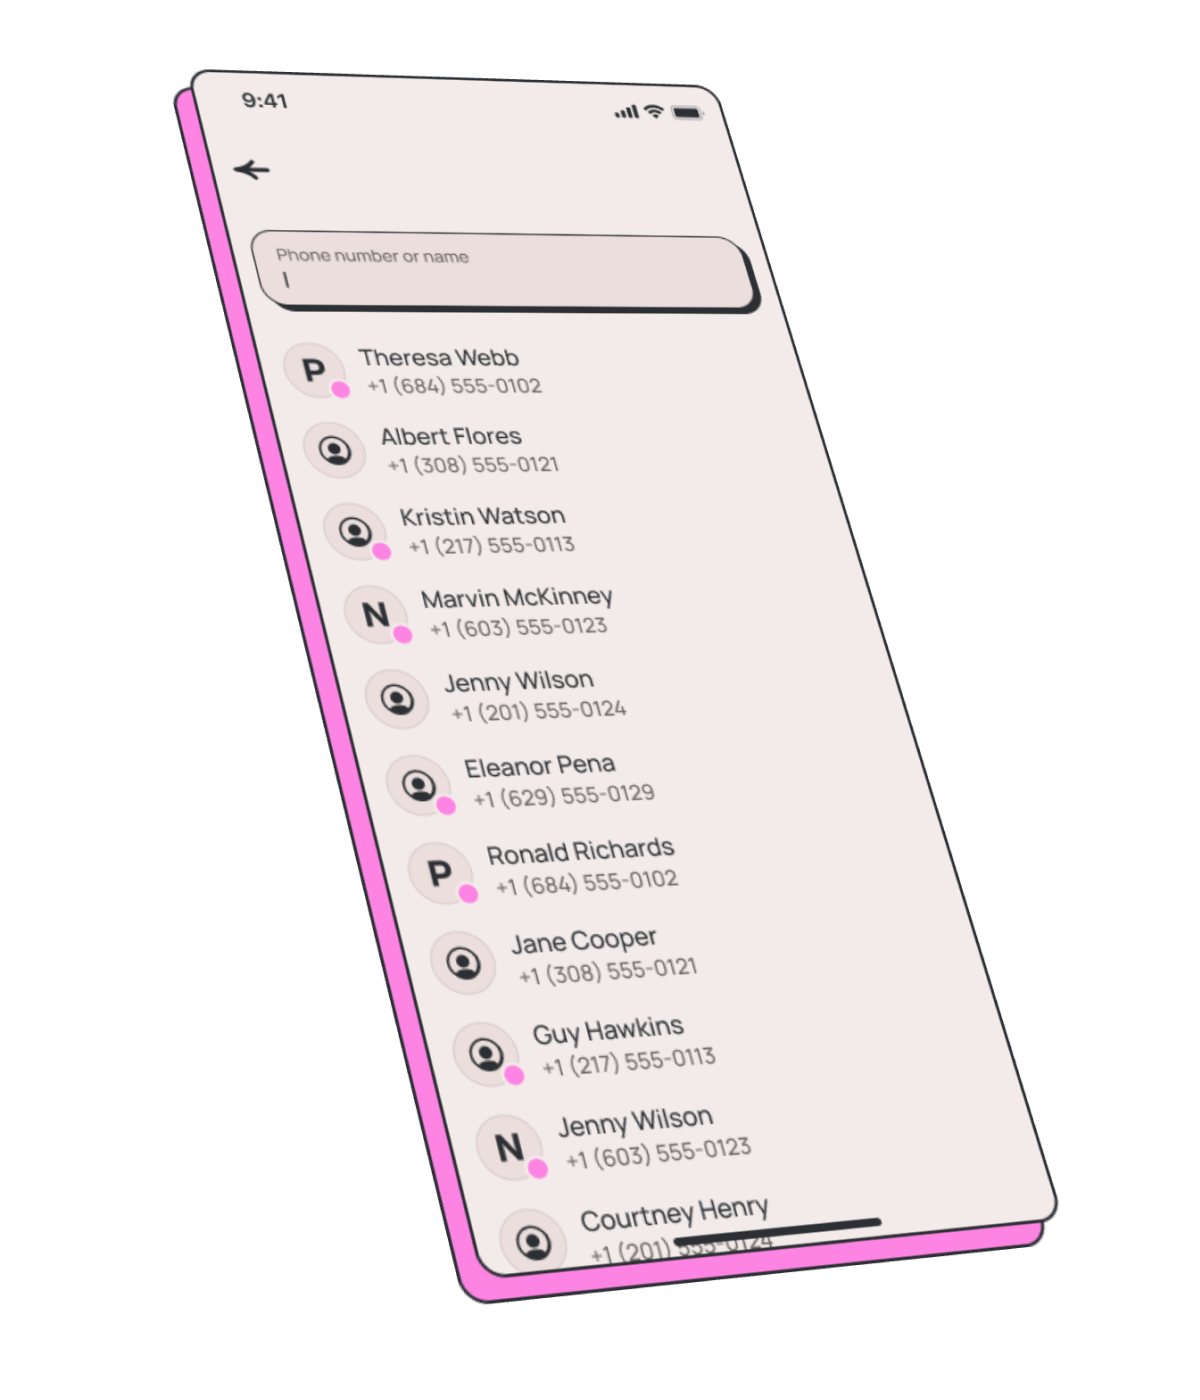 9:41
Phone number or name
P
Theresa Webb
+1 (684) 555-0102
Albert Flores
+1 (308) 555-0121
Kristin Watson
+1 (217) 555-0113
N
Marvin McKinney
+1 (603) 555-0123
Jenny Wilson
+1 (201) 555-0124
Eleanor Pena
+1 (629) 555-0129
P
Ronald Richards
+1 (684) 555-0102
Jane Cooper
+1 (308) 555-0121
Guy Hawkins
+1 (217) 555-0113
N
Jenny Wilson
+1 (603) 555-0123
Courtney Henry
+1 (201) 555-0124